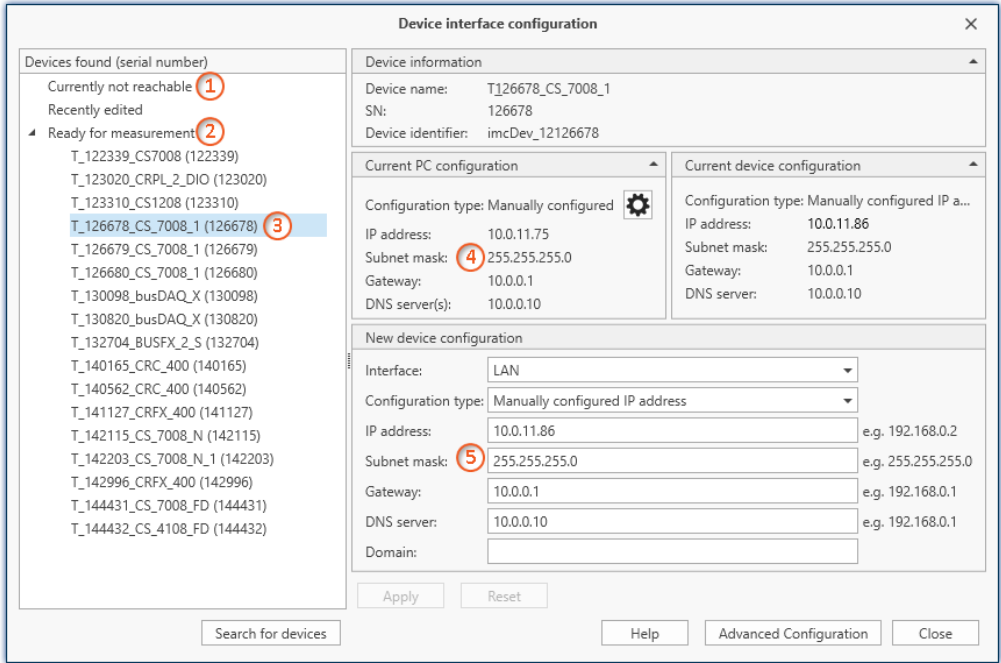 Device interface configuration
Devices found (serial number)
Currently not reachable 1
Recently edited
Ready for measurement 2
T_122339_CS7008 (122339)
T_123020_CRPL_2_DIO (123020)
T_123310_CS1208 (123310)
T_126678_CS_7008_1 (126678) 3
T_126679_CS_7008_1 (126679)
T_126680_CS_7008_1 (126680)
T_130098_busDAQ_X (130098)
T_130820_busDAQ_X (130820)
T_132704_BUSFX_2_S (132704)
T_140165_CRC_400 (140165)
T_140562_CRC_400 (140562)
T_141127_CRFX_400 (141127)
T_142115_CS_7008_N (142115)
T_142203_CS_7008_N_1 (142203)
T_142996_CRFX_400 (142996)
T_144431_CS_7008_FD (144431)
T_144432_CS_4108_FD (144432)
Search for devices
Device information
Device name: T126678_CS_7008_1
SN: 126678
Device identifier: imcDev_12126678
Current PC configuration
Configuration type: Manually configured
IP address: 10.0.11.75
Subnet mask: 4 255.255.255.0
Gateway: 10.0.0.1
DNS server(s): 10.0.0.10
Current device configuration
Configuration type: Manually configured IP a...
IP address: 10.0.11.86
Subnet mask: 255.255.255.0
Gateway: 10.0.0.1
DNS server: 10.0.0.10
New device configuration
Interface: LAN
Configuration type: Manually configured IP address
IP address: 10.0.11.86 e.g. 192.168.0.2
Subnet mask: 5 255.255.255.0 e.g. 255.255.255.0
Gateway: 10.0.0.1 e.g. 192.168.0.1
DNS server: 10.0.0.10 e.g. 192.168.0.1
Domain:
Apply Reset
Help Advanced Configuration Close